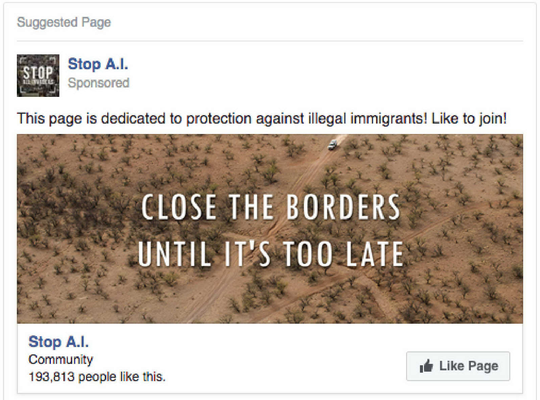 Suggested Page
STOP
Stop A.I.
Sponsored
This page is dedicated to protection against illegal immigrants! Like to join!
CLOSE THE BORDERS
UNTIL IT'S TOO LATE
Stop A.I.
Community
193,813 people like this.
Like Page